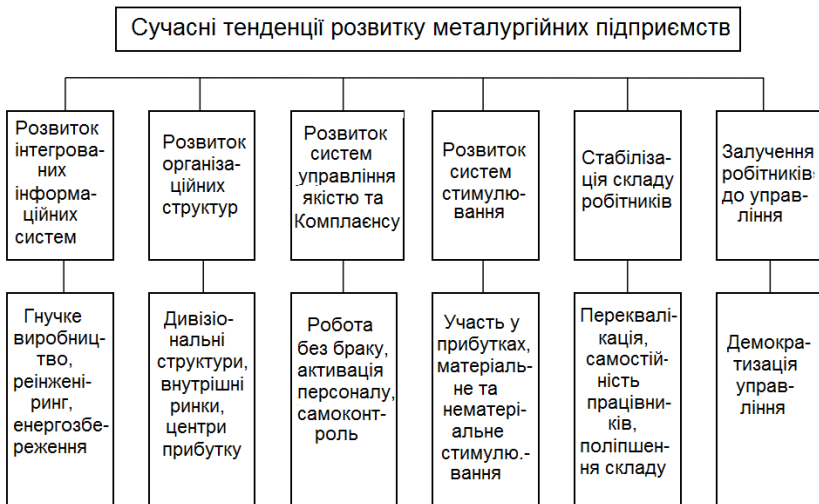 Сучасні тенденції розвитку металургійних підприємств
Розвиток
інтегрова-
них
інформа-
ційних
систем
Розвиток
організа-
ційних
структур
Розвиток
систем
управління
якістю та
Комплаєнсу
Розвиток
систем
стимулю-
вання
Стабіліза-
ція складу
робітників
Залучення
робітників
до управ-
ління
Гнучке
виробниц-
тво,
реінжені-
ринг,
енергозбе-
реження
Дивізіо-
нальні
структури,
внутрішні
ринки,
центри
прибутку
Робота
без браку,
активація
персоналу,
самоконт-
роль
Участь у
прибутках,
матеріаль-
не та
нематері-
альне
стимулю.-
вання
Переквалі-
кація,
самостій-
ність
працівни-
ків,
поліпшен-
ня складу
Демокра-
тизація
управ-
ління